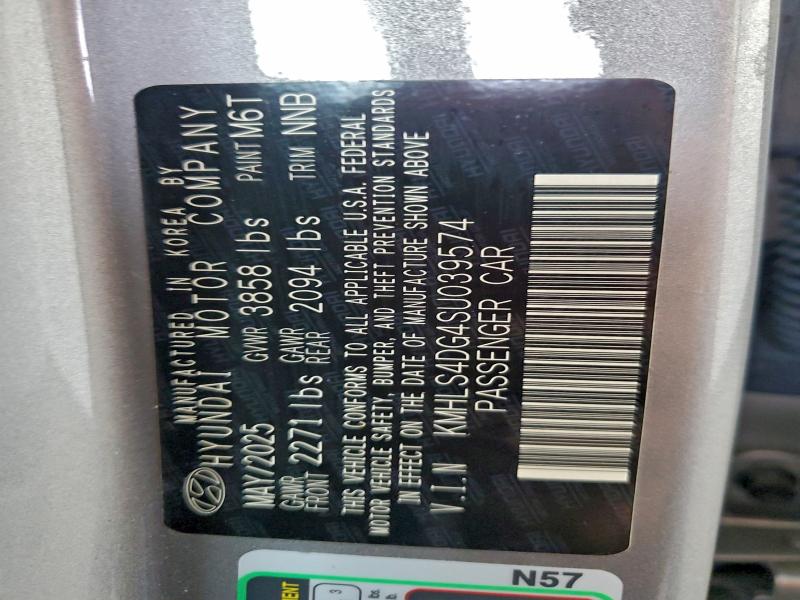 MANUFACTURED IN KOREA BY
HYUNDAI MOTOR COMPANY
MAY/2025 GVWR 3858 lbs PAINT M6T
GAWR FRONT 2271 lbs GAWR REAR 2094 lbs TRIM NNB
THIS VEHICLE CONFORMS TO ALL APPLICABLE U.S.A. FEDERAL
MOTOR VEHICLE SAFETY, BUMPER, AND THEFT PREVENTION STANDARDS
IN EFFECT ON THE DATE OF MANUFACTURE SHOWN ABOVE
V.I.N KMHLS4DG4SU039574
PASSENGER CAR
N57
3